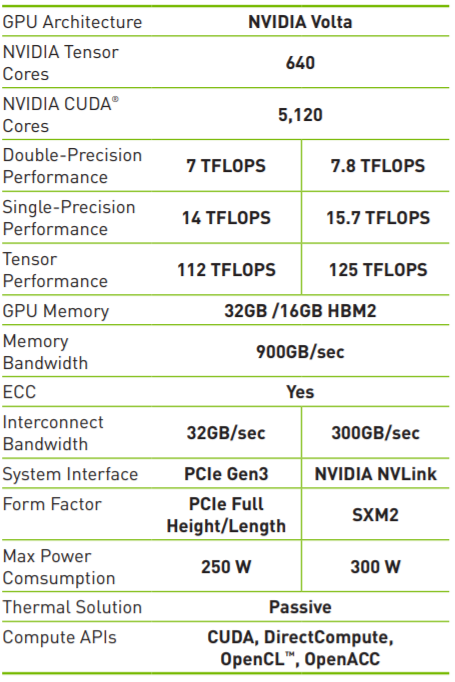 GPU Architecture NVIDIA Volta
NVIDIA Tensor
Cores 640
NVIDIA CUDA®
Cores 5,120
Double-Precision
Performance 7 TFLOPS 7.8 TFLOPS
Single-Precision
Performance 14 TFLOPS 15.7 TFLOPS
Tensor
Performance 112 TFLOPS 125 TFLOPS
GPU Memory 32GB /16GB HBM2
Memory
Bandwidth 900GB/sec
ECC Yes
Interconnect
Bandwidth 32GB/sec 300GB/sec
System Interface PCIe Gen3 NVIDIA NVLink
Form Factor PCIe Full
Height/Length SXM2
Max Power
Comsumption 250 W 300 W
Thermal Solution Passive
Compute APIs CUDA, DirectCompute,
OpenCL™, OpenACC